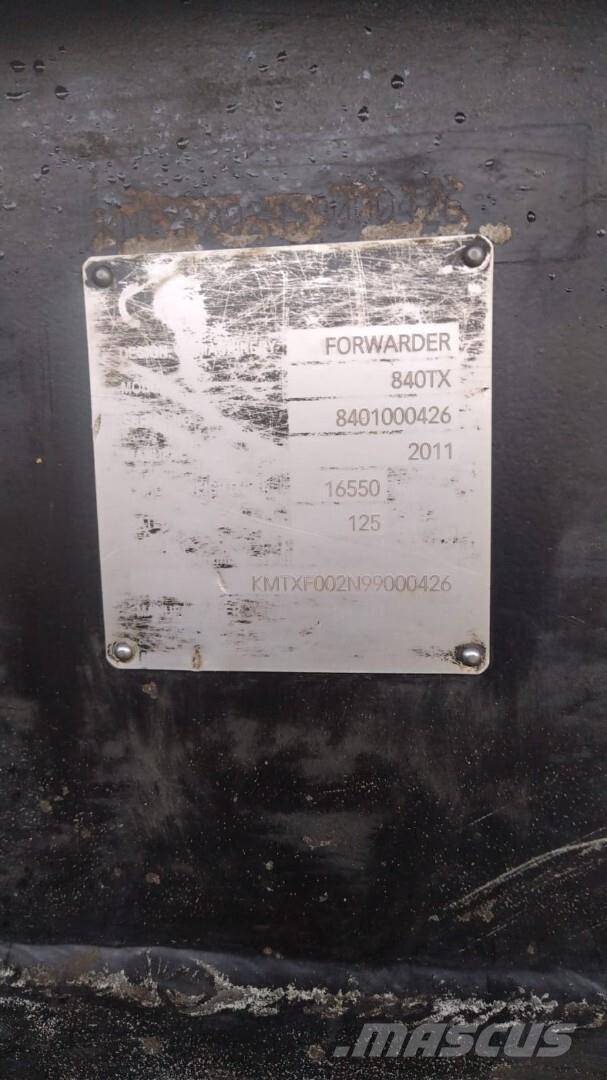 FORWARDER
840TX
8401000426
2011
16550
125
KMTXF002N99000426
MASCUS